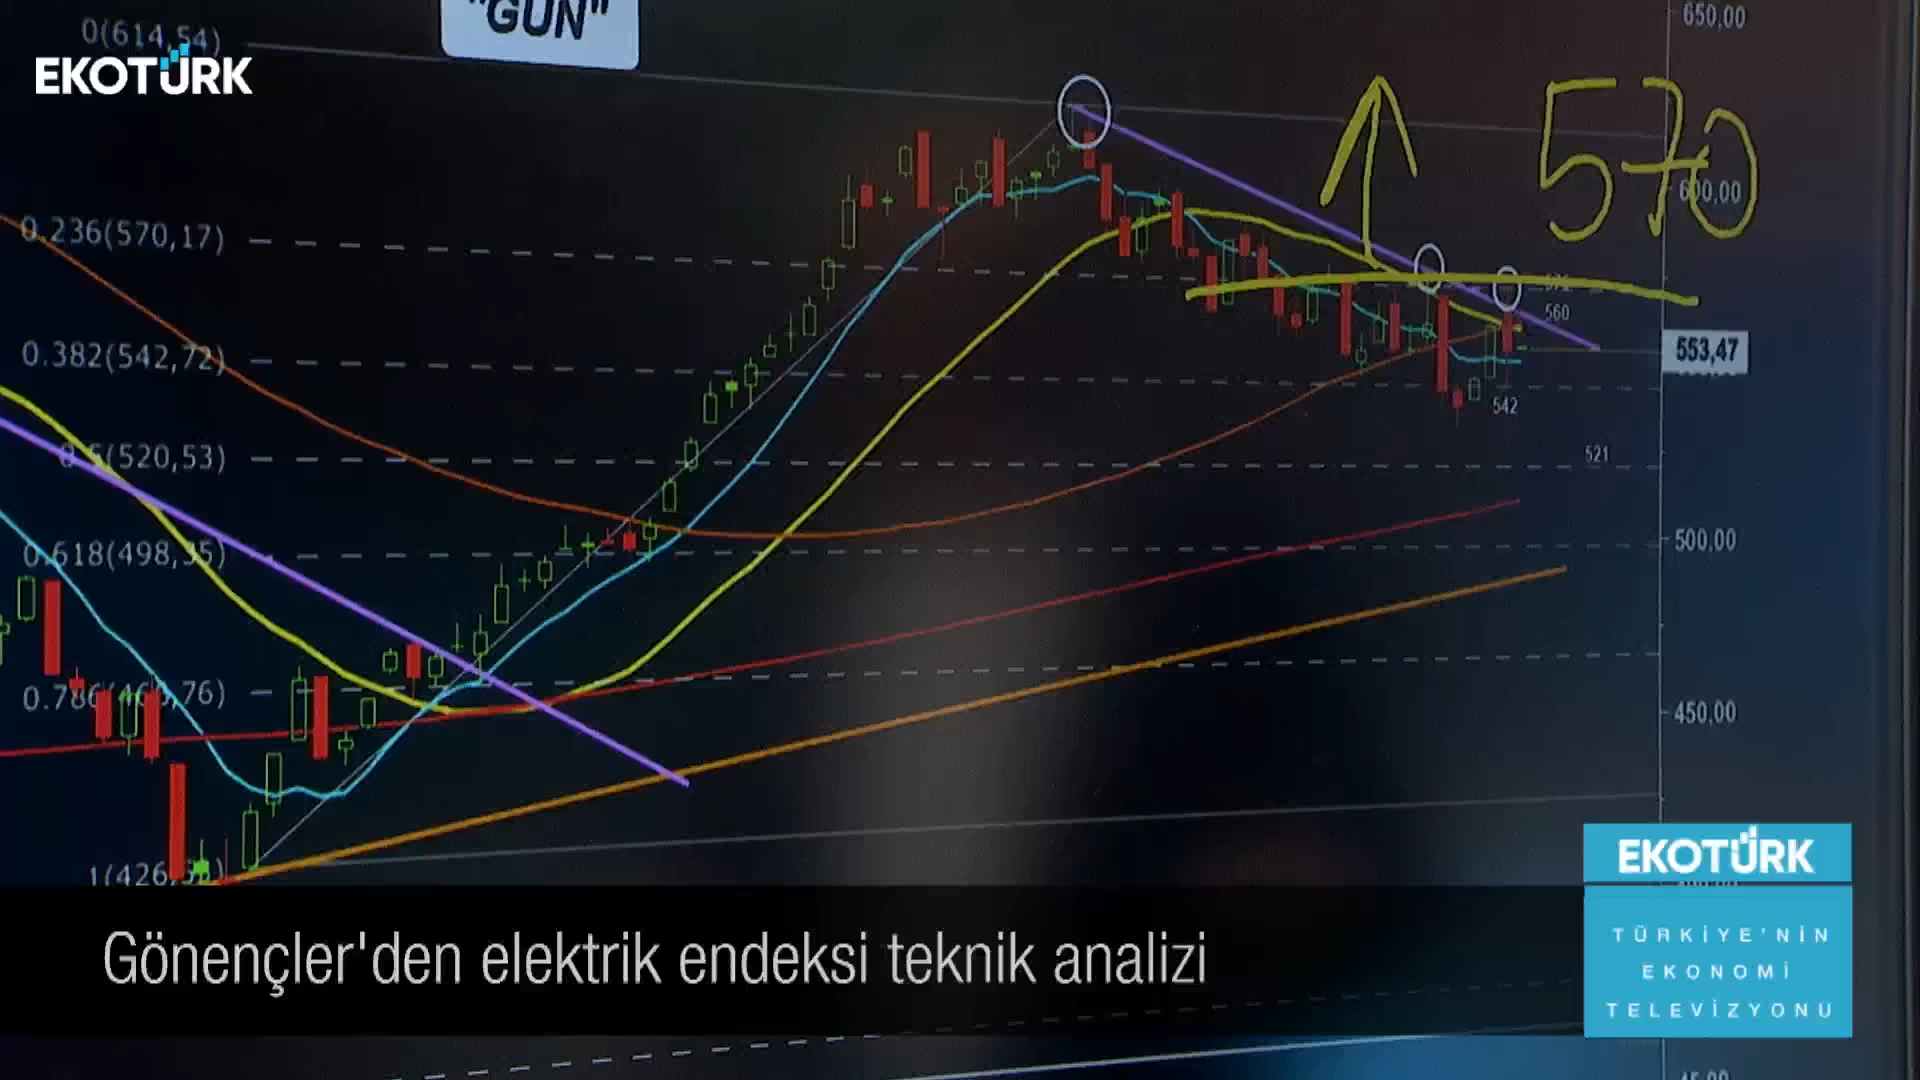 "GÜN"
650,00
0(614,54)
EKOTÜRK
570
600,00
0.236(570,17)
560
553,47
0.382(542,72)
542
0.5(520,53)
521
500,00
0.618(498,35)
450,00
EKOTÜRK
Gönençler'den elektrik endeksi teknik analizi
TÜRKİYE'NİN
EKONOMİ
TELEVİZYONU